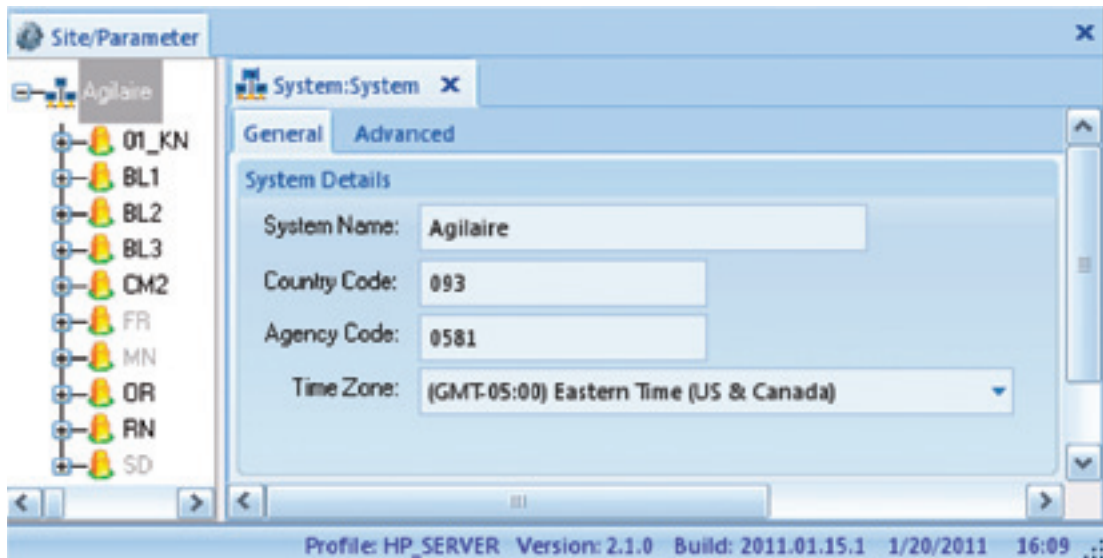 Site/Parameter
Agilaire
01_KN
BL1
BL2
BL3
CM2
FR
MN
OR
RN
SD
System:System
General Advanced
System Details
System Name: Agilaire
Country Code: 093
Agency Code: 0581
Time Zone: (GMT-05:00) Eastern Time (US & Canada)
Profile: HP_SERVER Version: 2.1.0 Build: 2011.01.15.1 1/20/2011 16:09